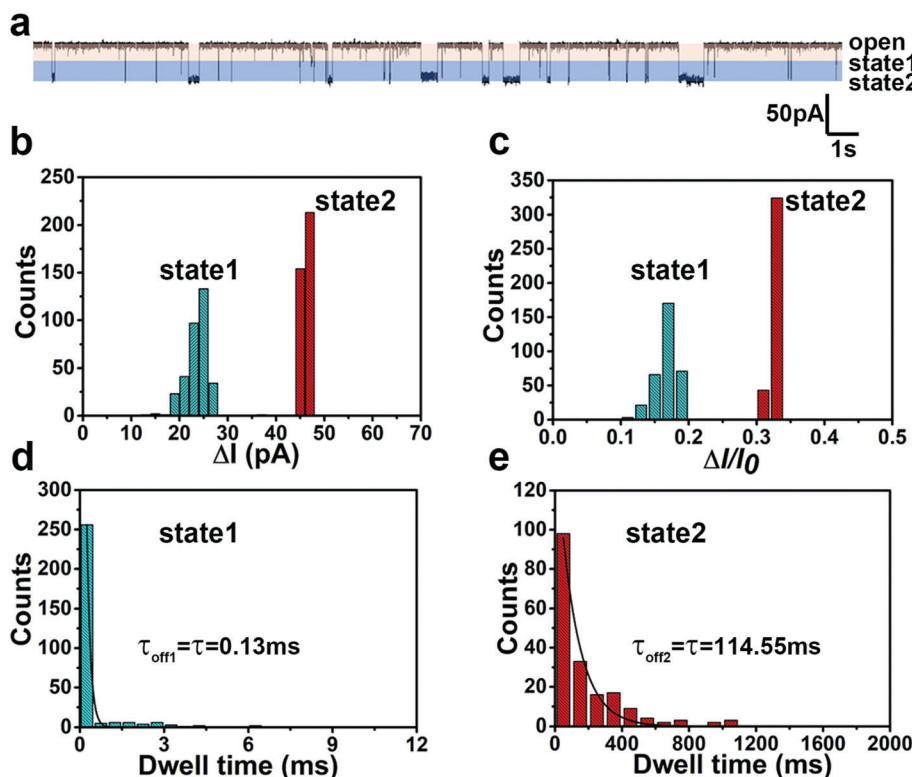 a
open
state1
state2
50pA
1s
b
250
200
150
100
50
0
Counts
state1
state2
0 10 20 30 40 50 60 70
ΔI (pA)
c
350
300
250
200
150
100
50
0
Counts
state1
state2
0.0 0.1 0.2 0.3 0.4 0.5
ΔI/I0
d
300
250
200
150
100
50
0
Counts
state1
τoff1=τ=0.13ms
0 3 6 9 12
Dwell time (ms)
e
120
100
80
60
40
20
0
Counts
state2
τoff2=τ=114.55ms
0 400 800 1200 1600 2000
Dwell time (ms)